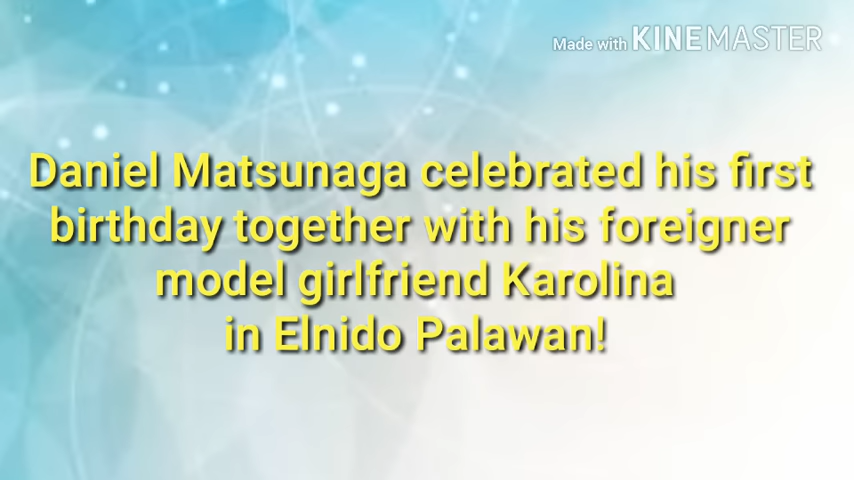 Made with KINEMASTER
Daniel Matsunaga celebrated his first
birthday together with his foreigner
model girlfriend Karolina
in Elnido Palawan!